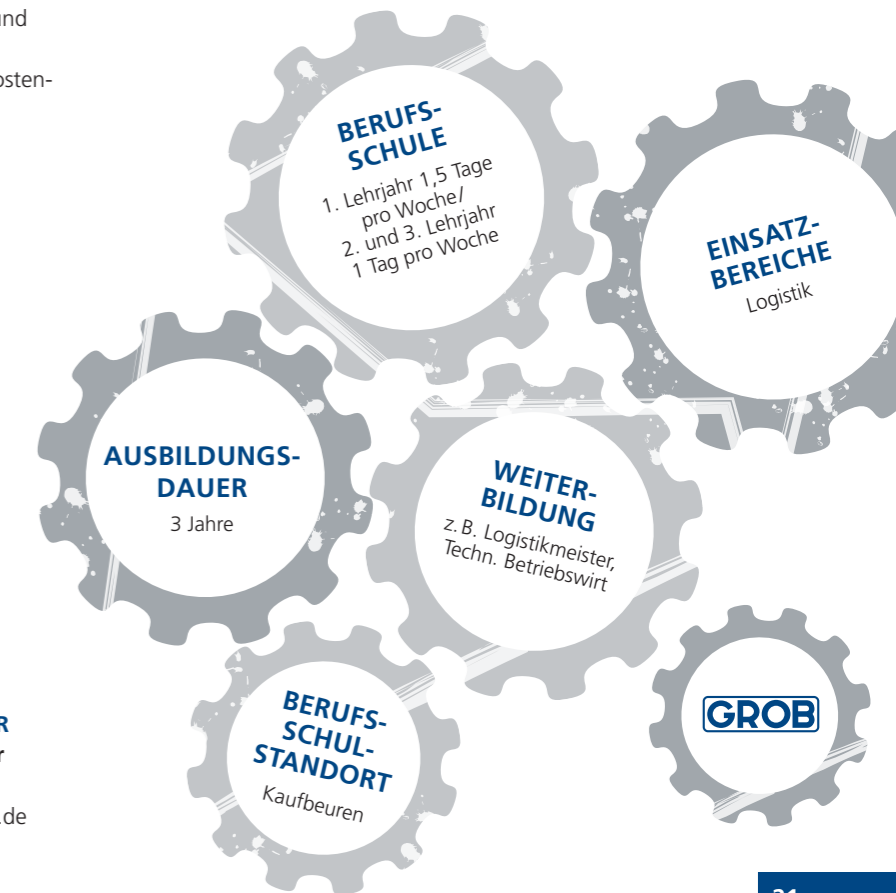 und
osten-
BERUFS-
SCHULE
1. Lehrjahr 1,5 Tage
pro Woche/
2. und 3. Lehrjahr
1 Tag pro Woche
EINSATZ-
BEREICHE
Logistik
AUSBILDUNGS-
DAUER
3 Jahre
WEITER-
BILDUNG
z. B. Logistikmeister,
Techn. Betriebswirt
BERUFS-
SCHUL-
STANDORT
Kaufbeuren
GROB
R
r
.de